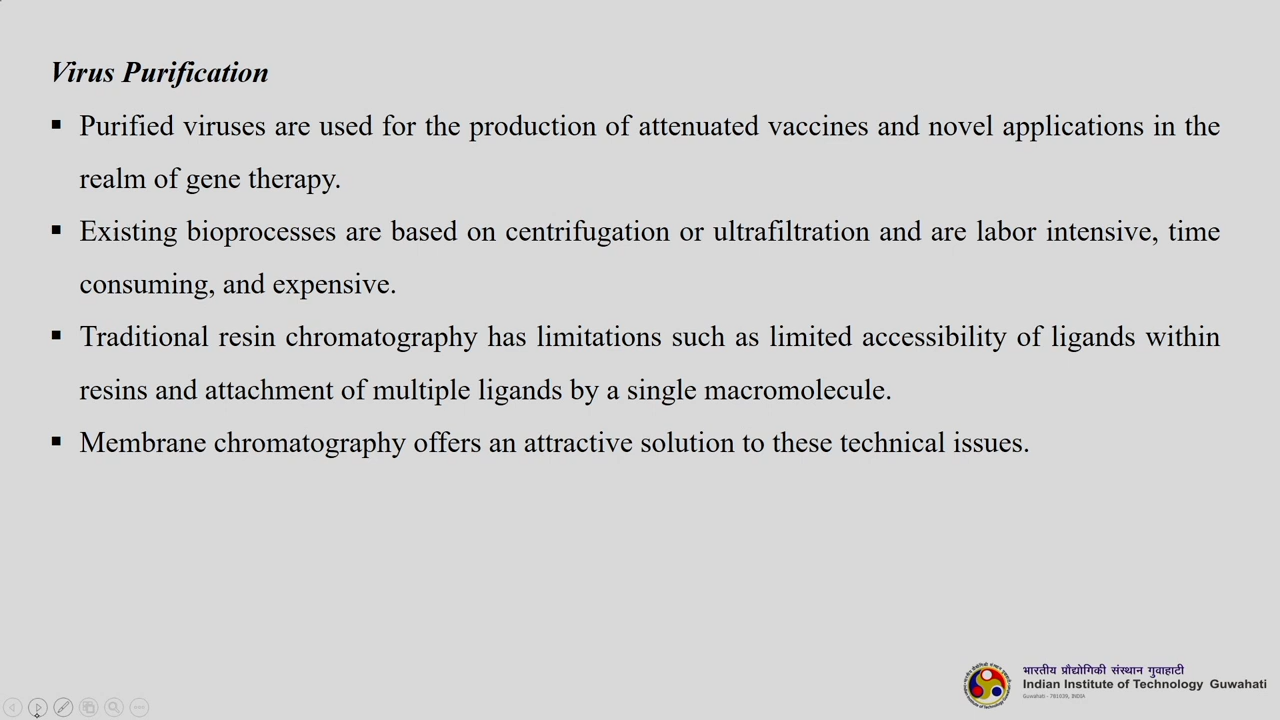 Virus Purification
▪ Purified viruses are used for the production of attenuated vaccines and novel applications in the
realm of gene therapy.
▪ Existing bioprocesses are based on centrifugation or ultrafiltration and are labor intensive, time
consuming, and expensive.
▪ Traditional resin chromatography has limitations such as limited accessibility of ligands within
resins and attachment of multiple ligands by a single macromolecule.
▪ Membrane chromatography offers an attractive solution to these technical issues.
भारतीय प्रौद्योगिकी संस्थान गुवाहाटी
Indian Institute of Technology Guwahati
Guwahati - 781039, INDIA